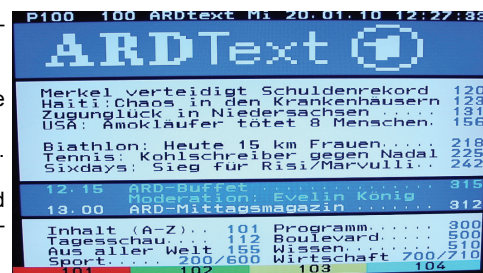 P100 100 ARDtext Mi 20.01.10 12:27:33
ARDText 1
Merkel verteidigt Schuldenrekord 120
Haiti:Chaos in den Krankenhäusern 123
Zugunglück in Niedersachsen ..... 131
USA: Amokläufer tötet 8 Menschen. 156
Biathlon: Heute 15 km Frauen..... 218
Tennis: Kohlschreiber gegen Nadal 225
Sixdays: Sieg für Risi/Marvulli.. 242
12.15 ARD-Buffet ................ 315
Moderation: Evelin König
13.00 ARD-Mittagsmagazin ........ 312
Inhalt (A-Z).. 101 Programm..... 300
Tagesschau.... 112 Boulevard.... 500
Aus aller Welt 155 Wissen....... 510
Sport.... 200/600 Wirtschaft 700/710
101 102 103 104